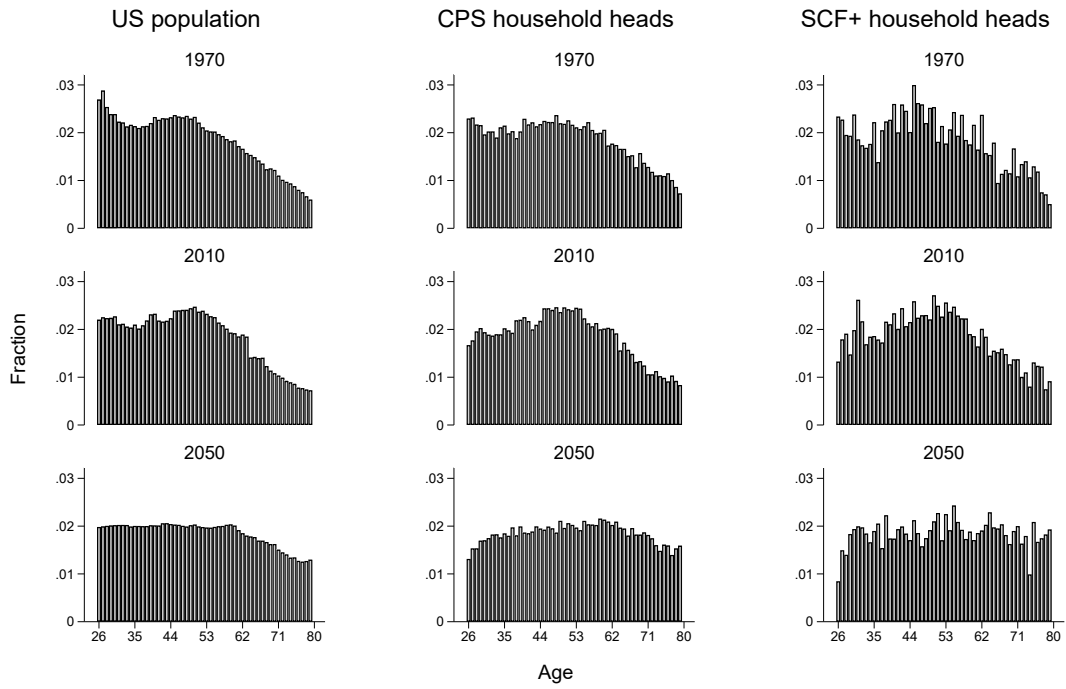 US population CPS household heads SCF+ household heads
1970 1970 1970
.03 .03 .03
.02 .02 .02
.01 .01 .01
0 0 0
2010 2010 2010
.03 .03 .03
.02 .02 .02
.01 .01 .01
0 0 0
Fraction
2050 2050 2050
.03 .03 .03
.02 .02 .02
.01 .01 .01
0 0 0
26 35 44 53 62 71 80 26 35 44 53 62 71 80 26 35 44 53 62 71 80
Age